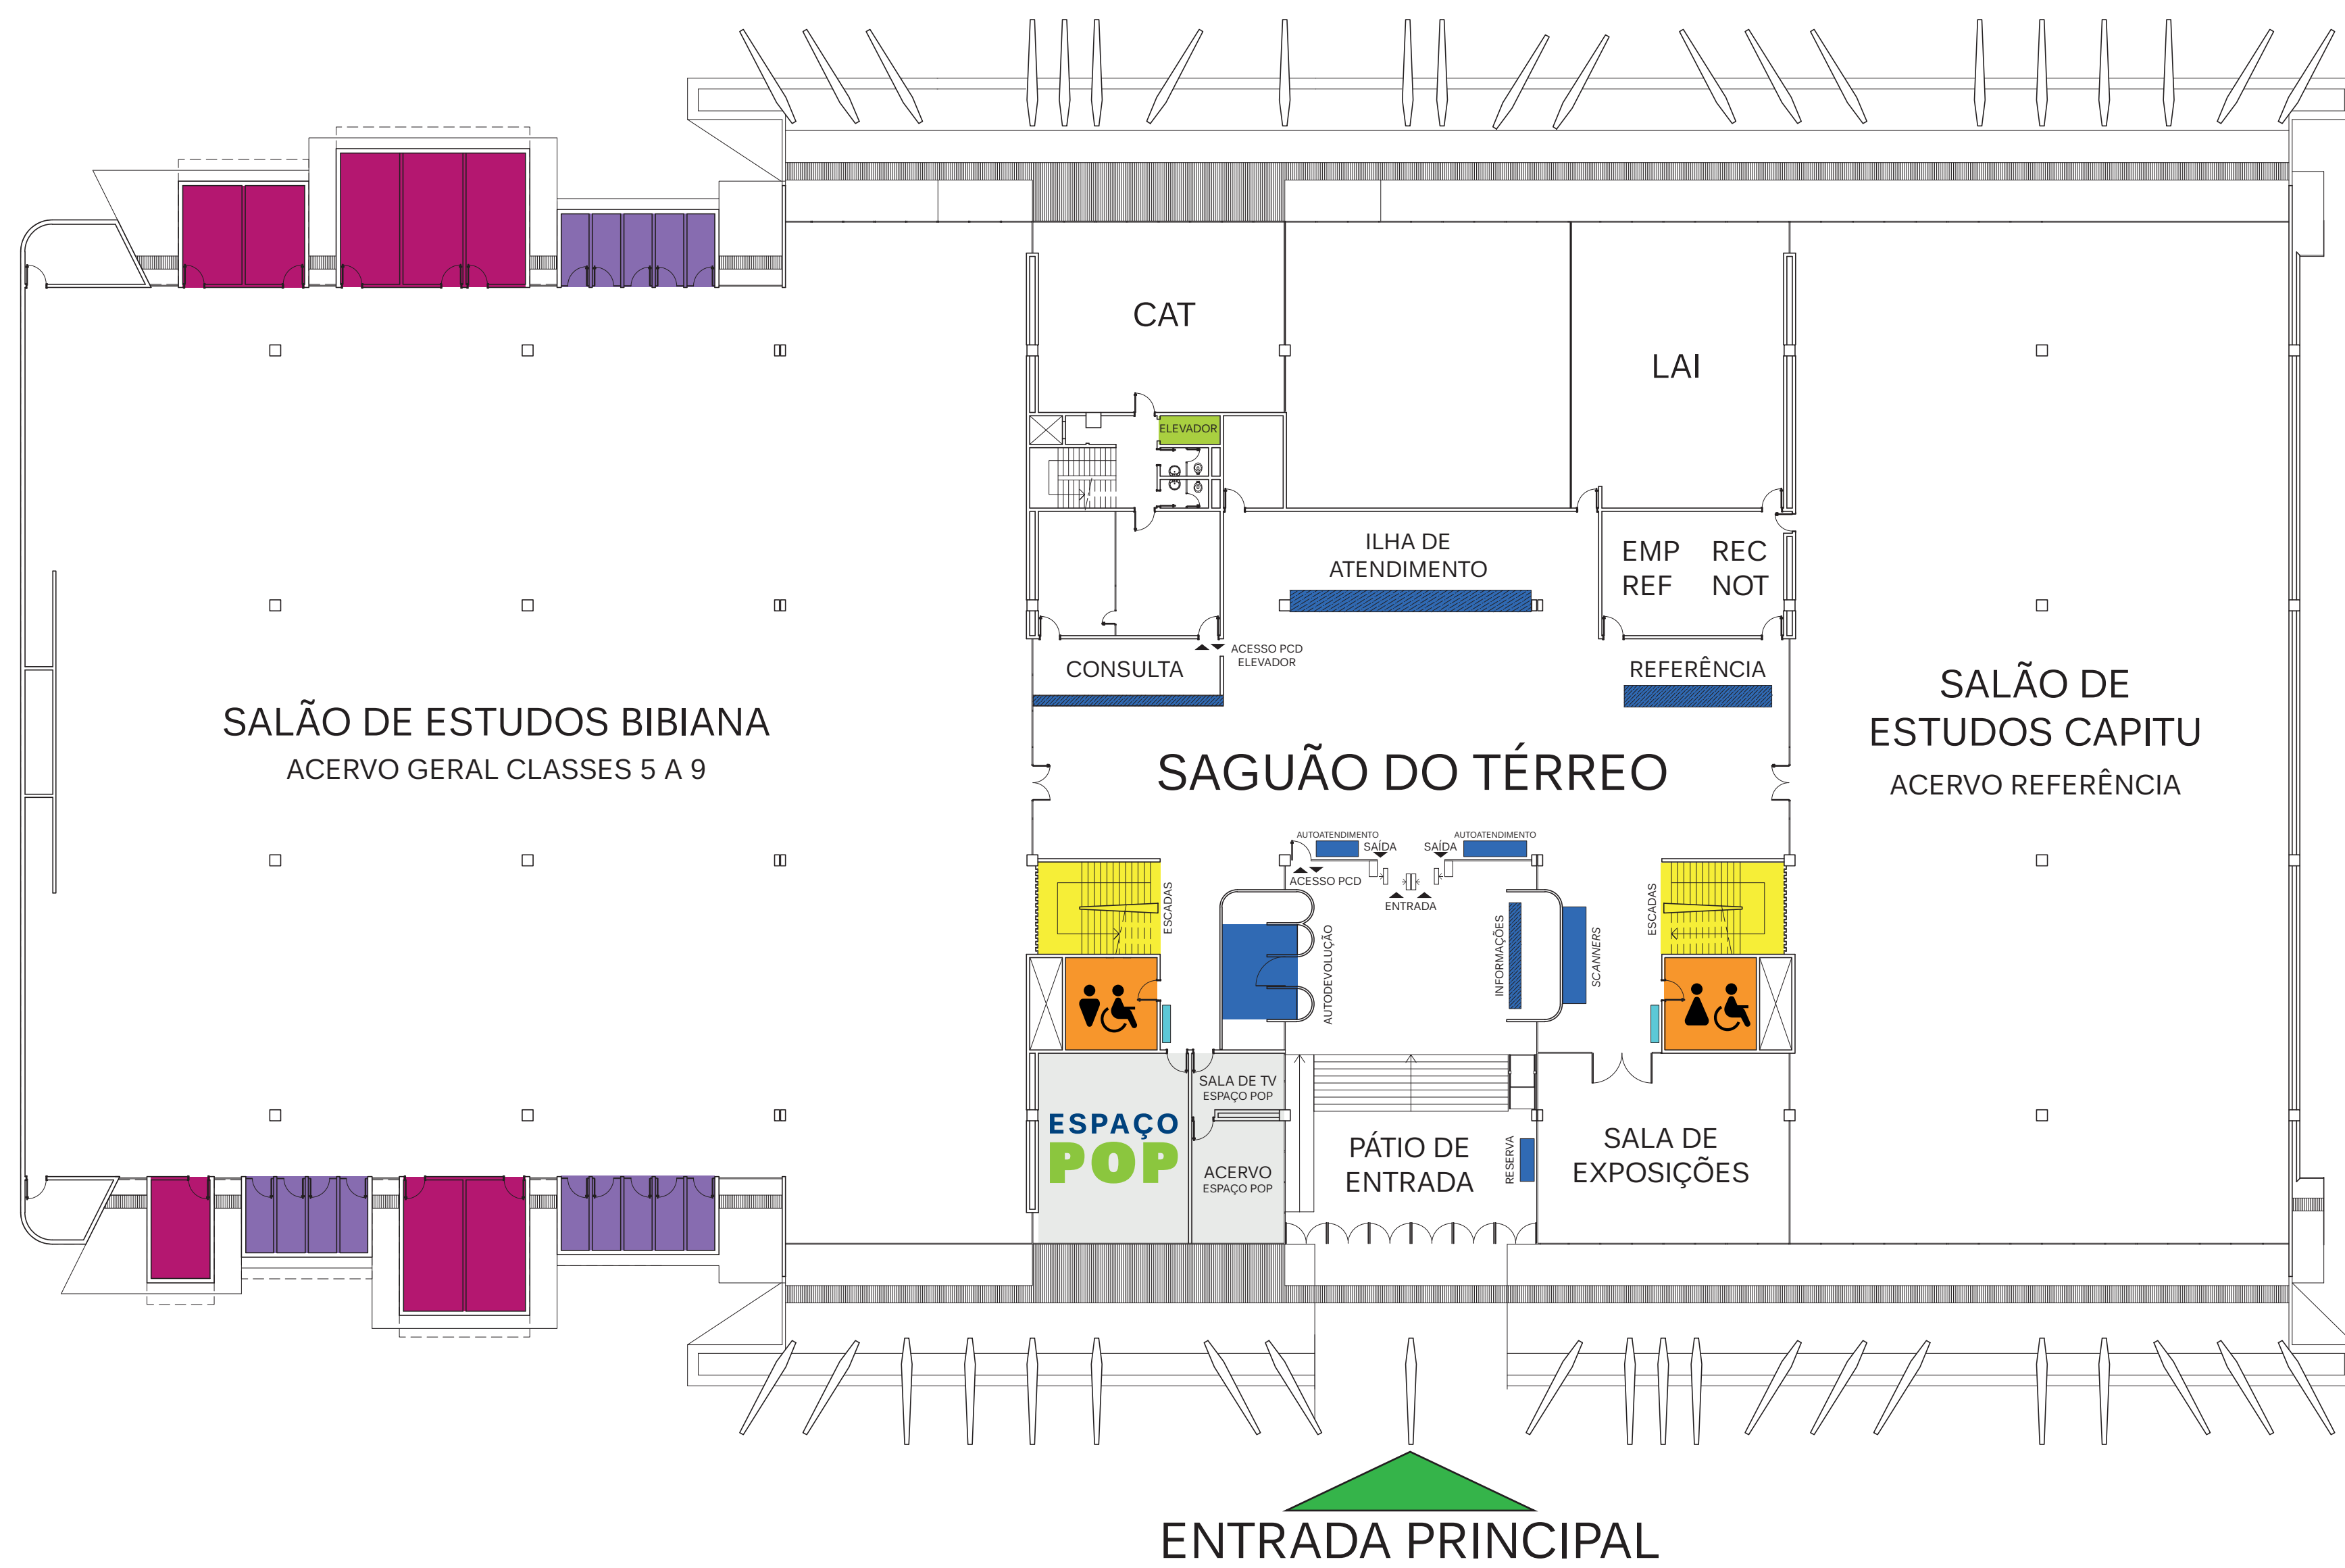 CAT
LAI
ELEVADOR
ILHA DE
ATENDIMENTO
EMP REC
REF NOT
ACESSO PCD
ELEVADOR
CONSULTA
REFERÊNCIA
SALÃO DE ESTUDOS BIBIANA
ACERVO GERAL CLASSES 5 A 9
SALÃO DE
ESTUDOS CAPITU
ACERVO REFERÊNCIA
SAGUÃO DO TÉRREO
AUTOATENDIMENTO
SAÍDA
AUTOATENDIMENTO
SAÍDA
ACESSO PCD
ENTRADA
ESCADAS
AUTODEVOLUÇÃO
INFORMAÇÕES
SCANNERS
ESCADAS
ESPAÇO
POP
SALA DE TV
ESPAÇO POP
ACERVO
ESPAÇO POP
PÁTIO DE
ENTRADA
RESERVA
SALA DE
EXPOSIÇÕES
ENTRADA PRINCIPAL